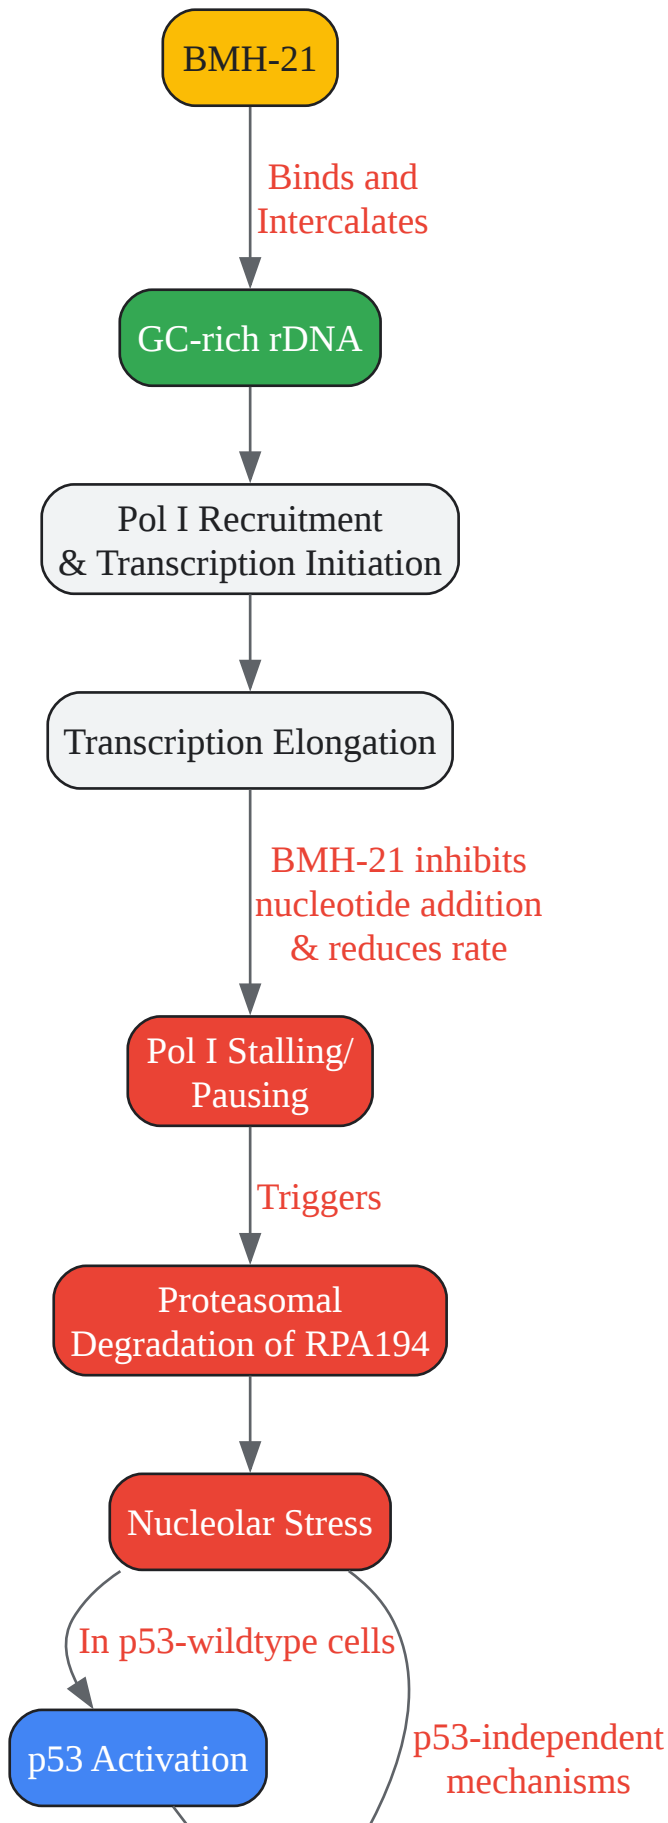 BMH-21
Binds and
Intercalates
GC-rich rDNA
Pol I Recruitment
& Transcription Initiation
Transcription Elongation
BMH-21 inhibits
nucleotide addition
& reduces rate
Pol I Stalling/
Pausing
Triggers
Proteasomal
Degradation of RPA194
Nucleolar Stress
In p53-wildtype cells
p53 Activation
p53-independent
mechanisms